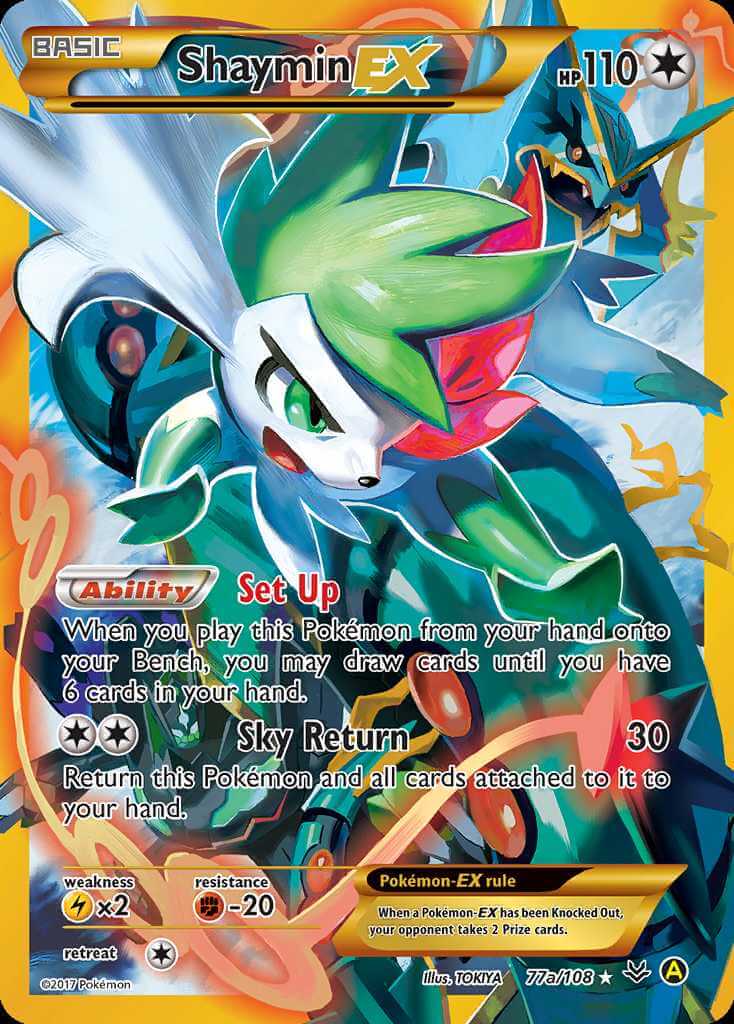 BASIC
Shaymin EX
HP110
Ability Set Up
When you play this Pokémon from your hand onto
your Bench, you may draw cards until you have
6 cards in your hand.
Sky Return 30
Return this Pokémon and all cards attached to it to
your hand.
weakness resistance
×2 -20
retreat
Pokémon-EX rule
When a Pokémon-EX has been Knocked Out,
your opponent takes 2 Prize cards.
©2017 Pokémon Illus. TOKIYA 77a/108 ★ A